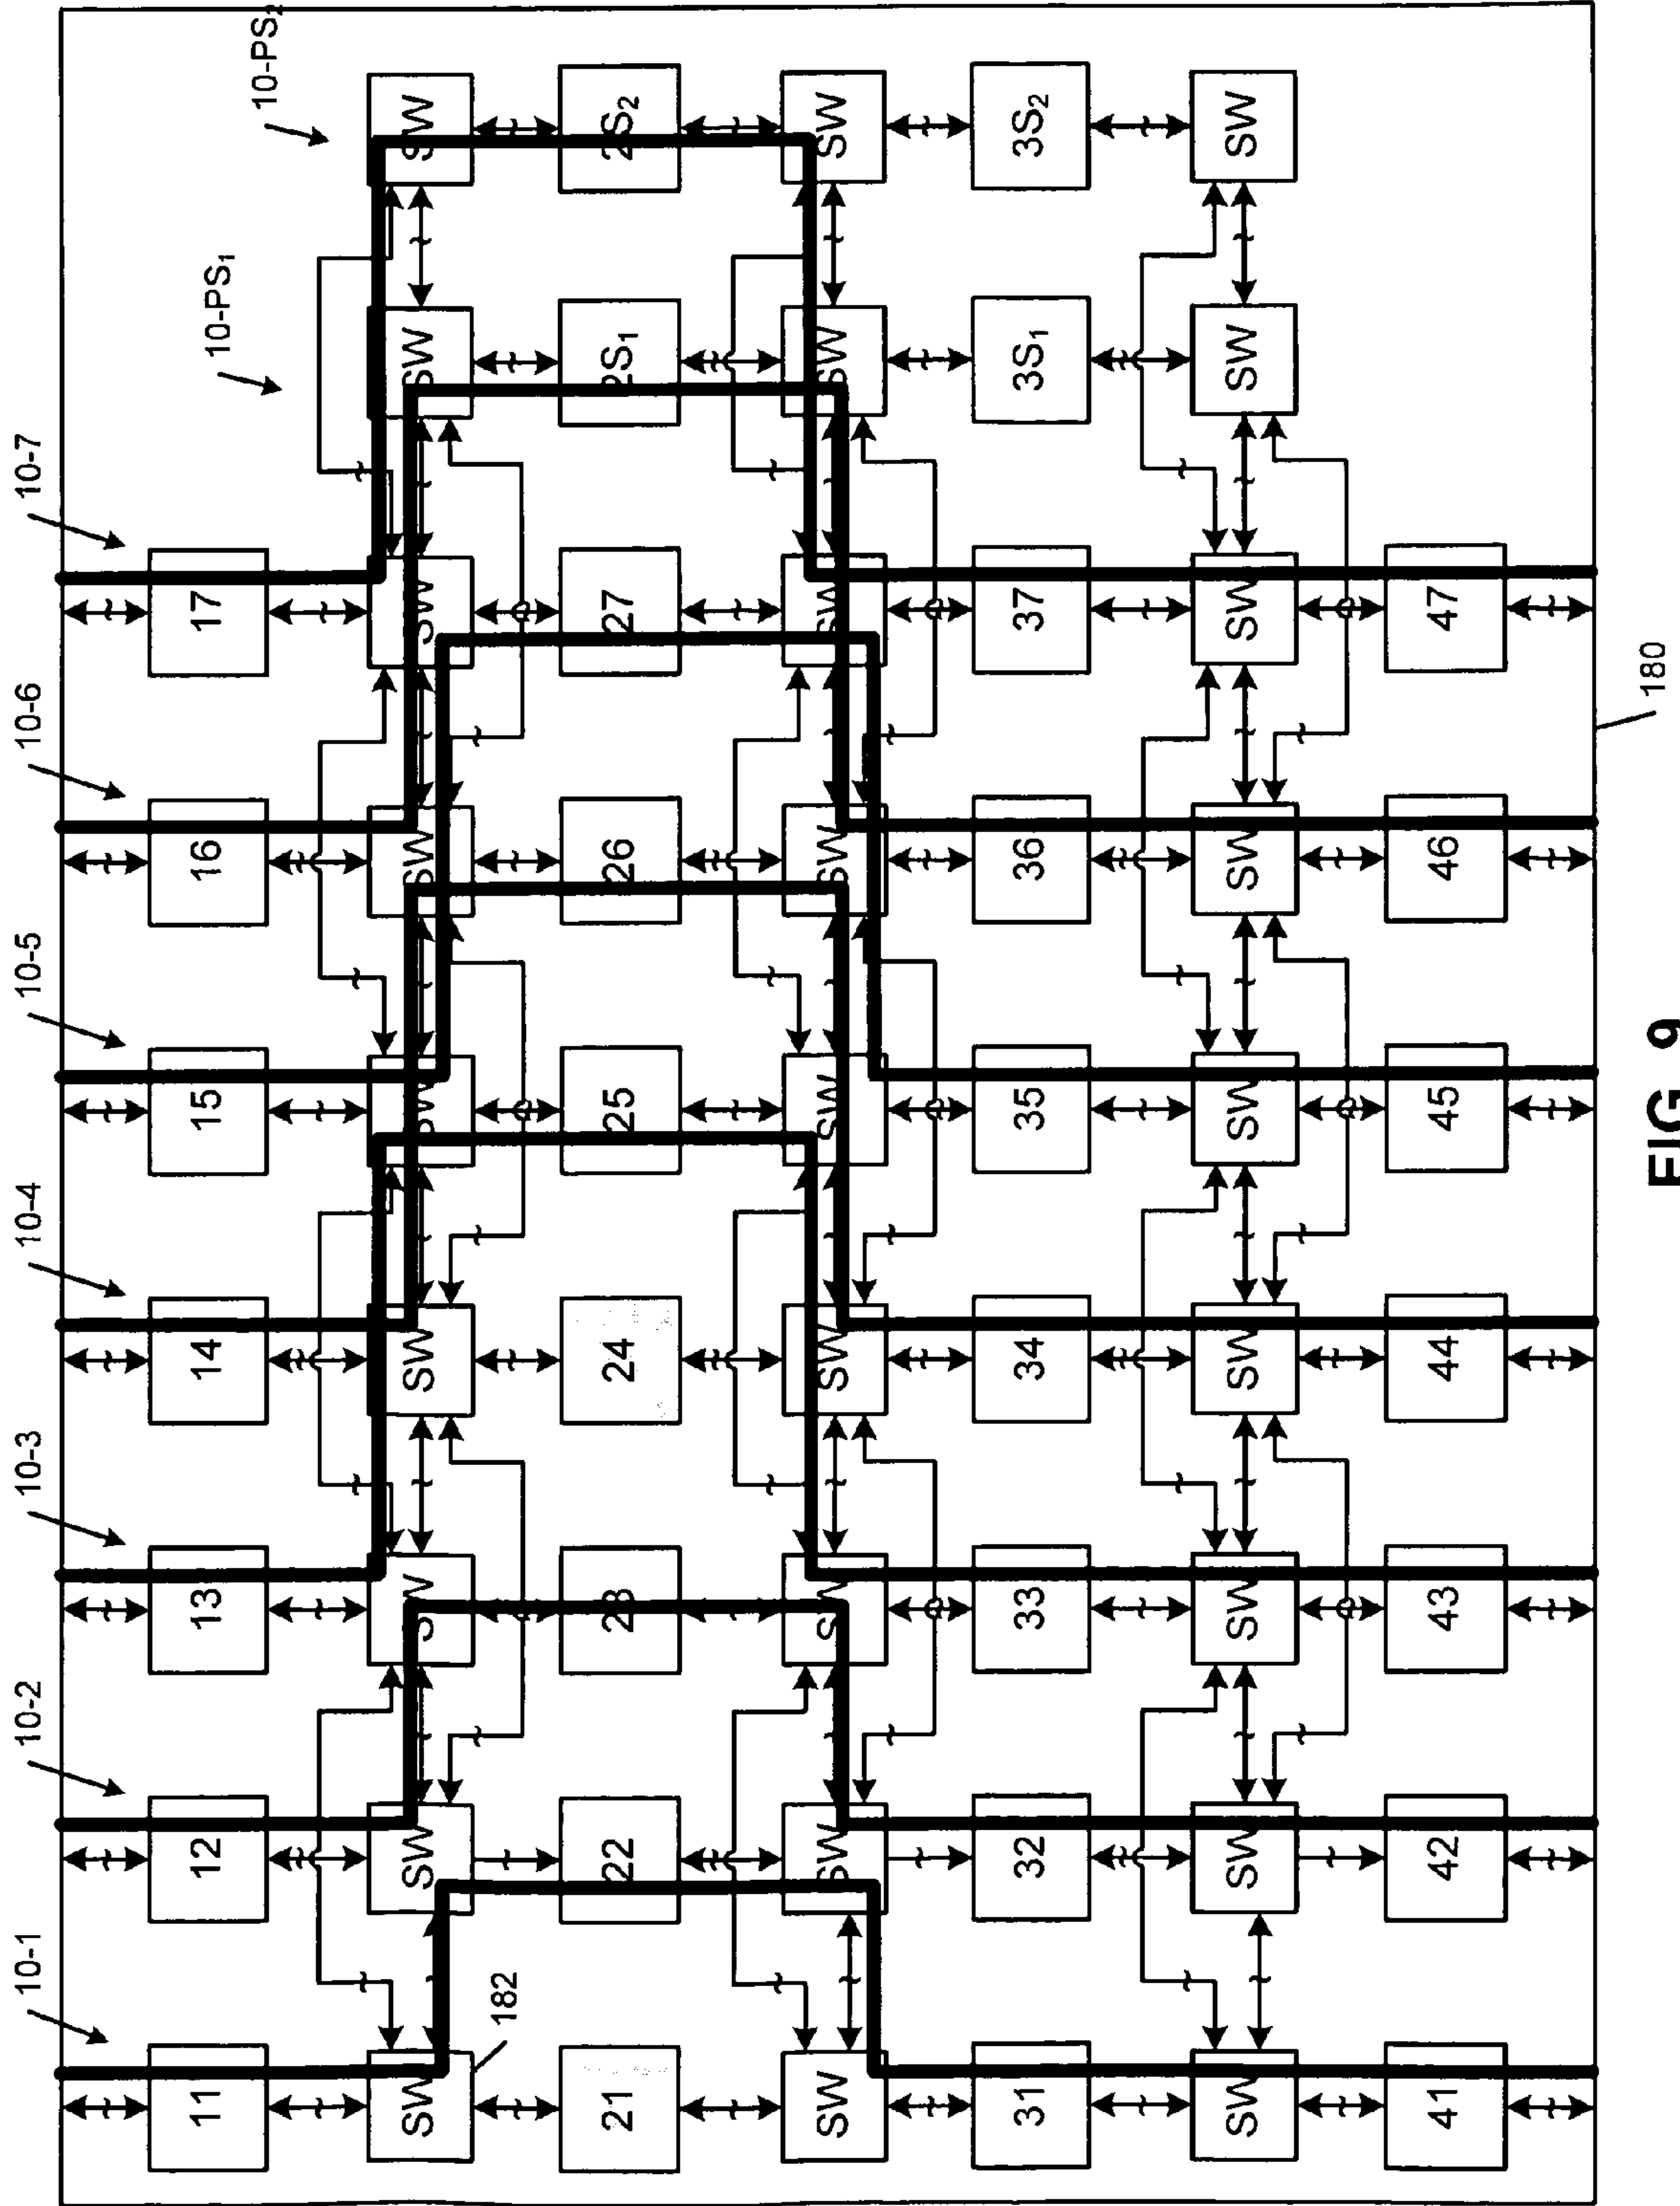 10-1
10-2
10-3
10-4
10-5
10-6
10-7
10-PS₁
10-PS₂
11
12
13
14
15
16
17
SW
SW
SW
SW
SW
SW
SW
SW
SW
182
21
22
23
24
25
26
27
2S₁
2S₂
SW
SW
SW
SW
SW
SW
SW
SW
SW
31
32
33
34
35
36
37
3S₁
3S₂
SW
SW
SW
SW
SW
SW
SW
SW
SW
41
42
43
44
45
46
47
180
FIG. 9